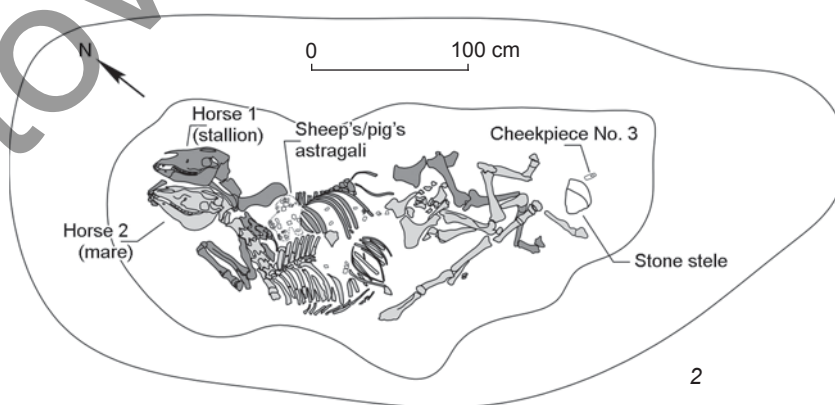 N
0 100 cm
Horse 1
(stallion)
Sheep's/pig's
astragali
Cheekpiece No. 3
Horse 2
(mare)
Stone stele
2